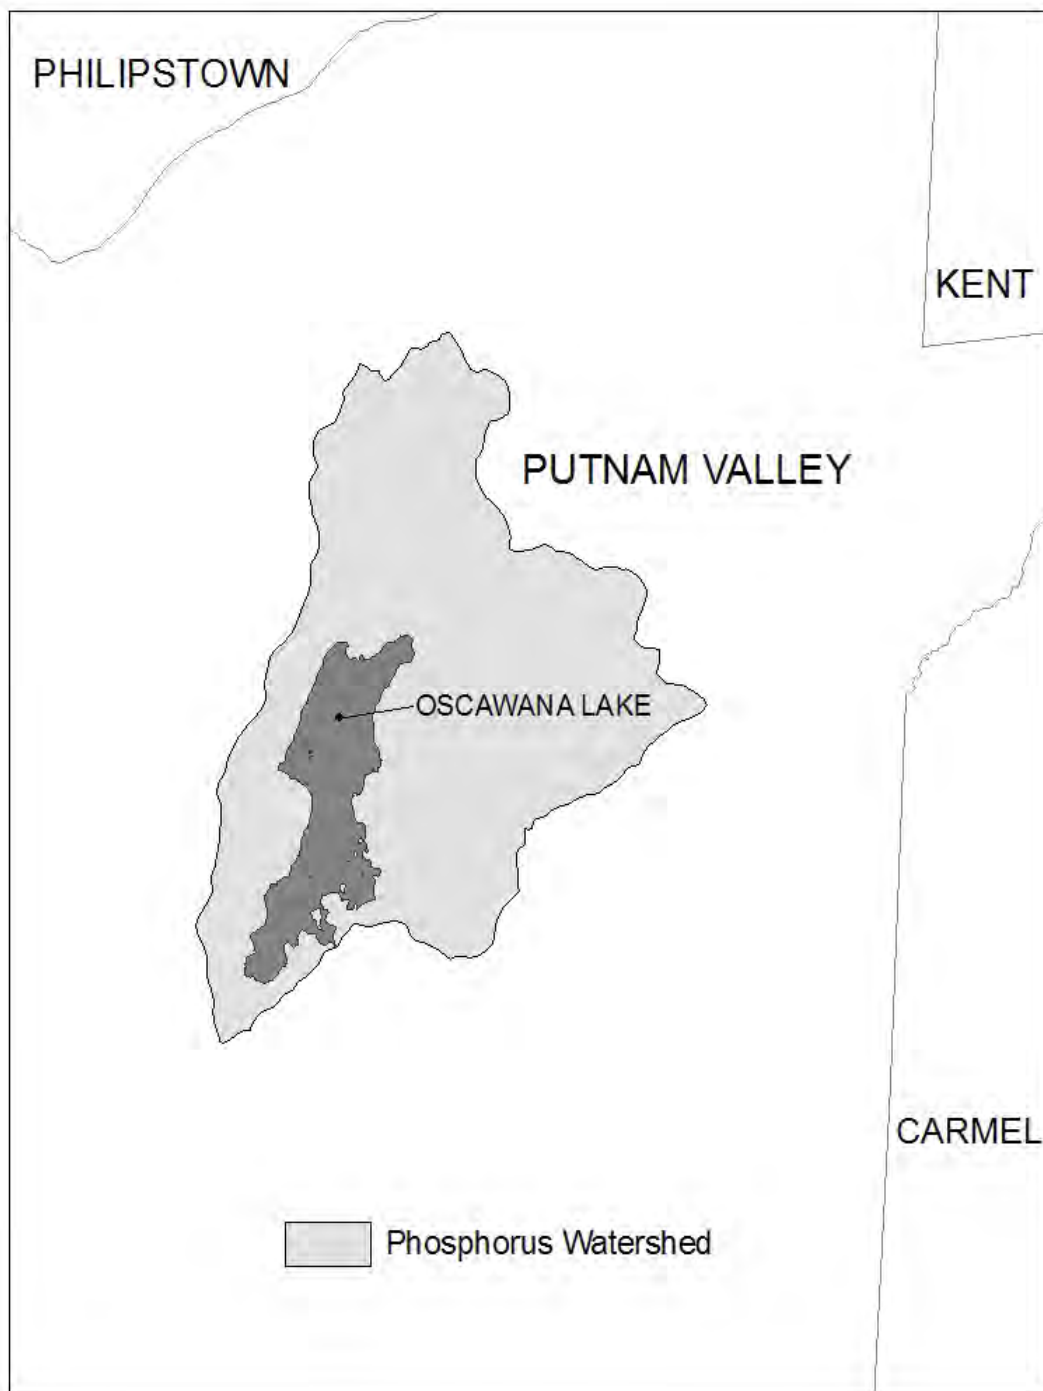 PHILIPSTOWN
KENT
PUTNAM VALLEY
OSCAWANA LAKE
CARMEL
Phosphorus Watershed